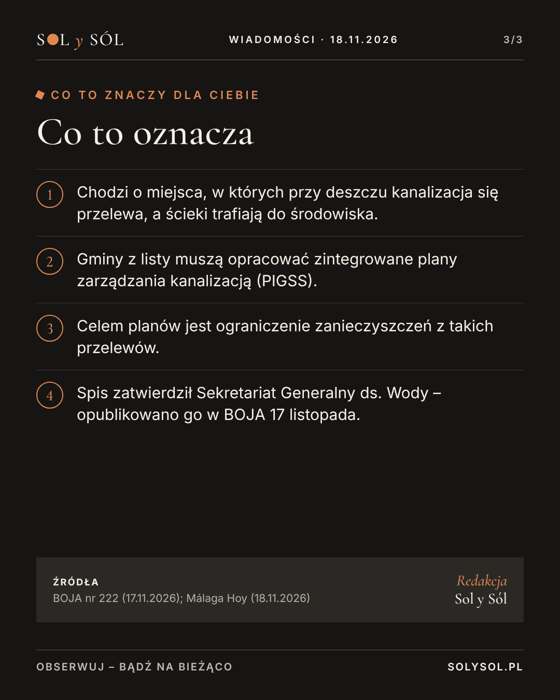 SOL y SÓL
WIADOMOŚCI · 18.11.2026
3/3
CO TO ZNACZY DLA CIEBIE
Co to oznacza
1 Chodzi o miejsca, w których przy deszczu kanalizacja się
przelewa, a ścieki trafiają do środowiska.
2 Gminy z listy muszą opracować zintegrowane plany
zarządzania kanalizacją (PIGSS).
3 Celem planów jest ograniczenie zanieczyszczeń z takich
przelewów.
4 Spis zatwierdził Sekretariat Generalny ds. Wody –
opublikowano go w BOJA 17 listopada.
ŹRÓDŁA
BOJA nr 222 (17.11.2026); Málaga Hoy (18.11.2026)
Redakcja
Sol y Sól
OBSERWUJ – BĄDŹ NA BIEŻĄCO
SOLYSOL.PL